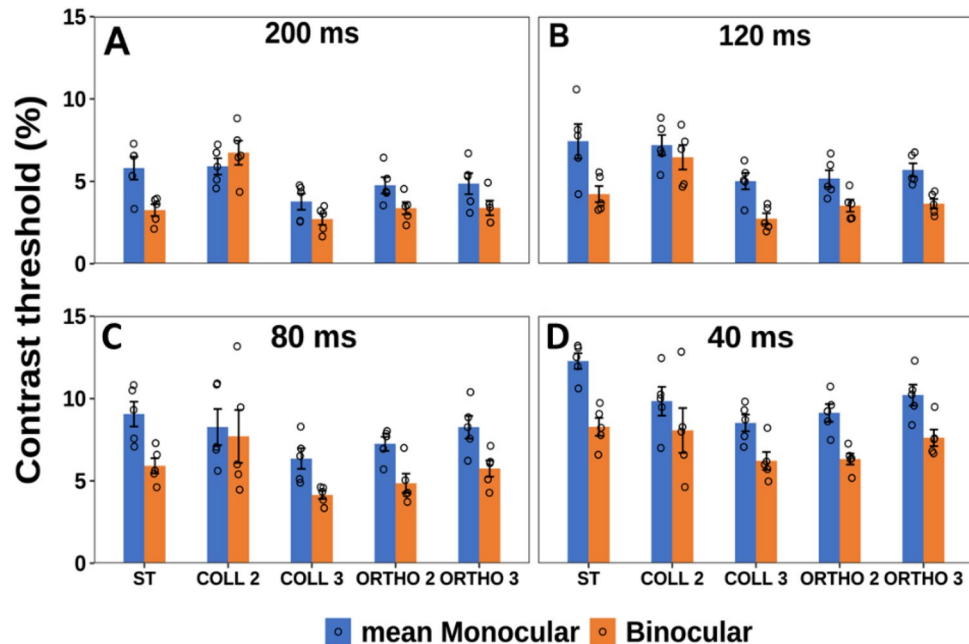 Contrast threshold (%)
A
200 ms
B
120 ms
15
10
5
0
C
80 ms
D
40 ms
15
10
5
0
ST COLL 2 COLL 3 ORTHO 2 ORTHO 3 ST COLL 2 COLL 3 ORTHO 2 ORTHO 3
mean Monocular Binocular